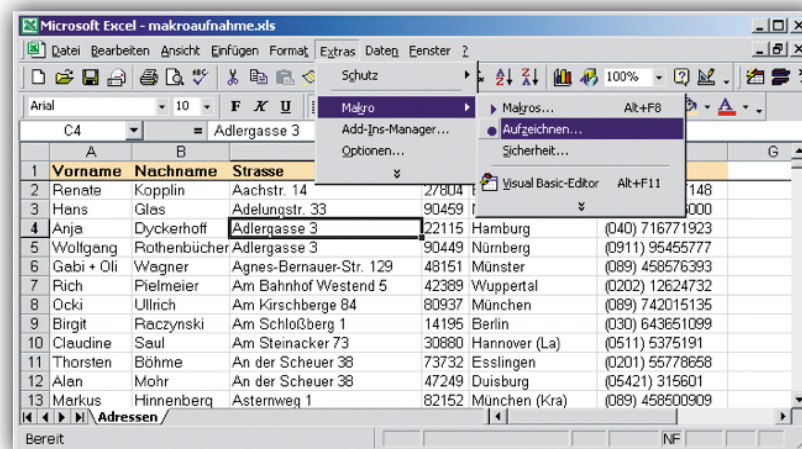 Microsoft Excel - makroaufnahme.xls
Datei Bearbeiten Ansicht Einfügen Format Extras Daten Fenster ?
100%
Arial 10 F K U
C4 = Adlergasse 3
Schutz
Makro
Add-Ins-Manager...
Optionen...
Makros... Alt+F8
Aufzeichnen...
Sicherheit...
Visual Basic-Editor Alt+F11
A B G
1 Vorname Nachname Strasse
2 Renate Kopplin Aachstr. 14 27804 148
3 Hans Glas Adelungstr. 33 90459 000
4 Anja Dyckerhoff Adlergasse 3 22115 Hamburg (040) 716771923
5 Wolfgang Rothenbücher Adlergasse 3 90449 Nürnberg (0911) 95455777
6 Gabi + Oli Wagner Agnes-Bernauer-Str. 129 48151 Münster (089) 458576393
7 Rich Pielmeier Am Bahnhof Westend 5 42389 Wuppertal (0202) 12624732
8 Ocki Ullrich Am Kirschberge 84 80937 München (089) 742015135
9 Birgit Raczynski Am Schloßberg 1 14195 Berlin (030) 643651099
10 Claudine Saul Am Steinacker 73 30880 Hannover (La) (0511) 5375191
11 Thorsten Böhme An der Scheuer 38 73732 Esslingen (0201) 55778658
12 Alan Mohr An der Scheuer 38 47249 Duisburg (05421) 315601
13 Markus Hinnenberg Asternweg 1 82152 München (Kra) (089) 458500909
Adressen
Bereit NF